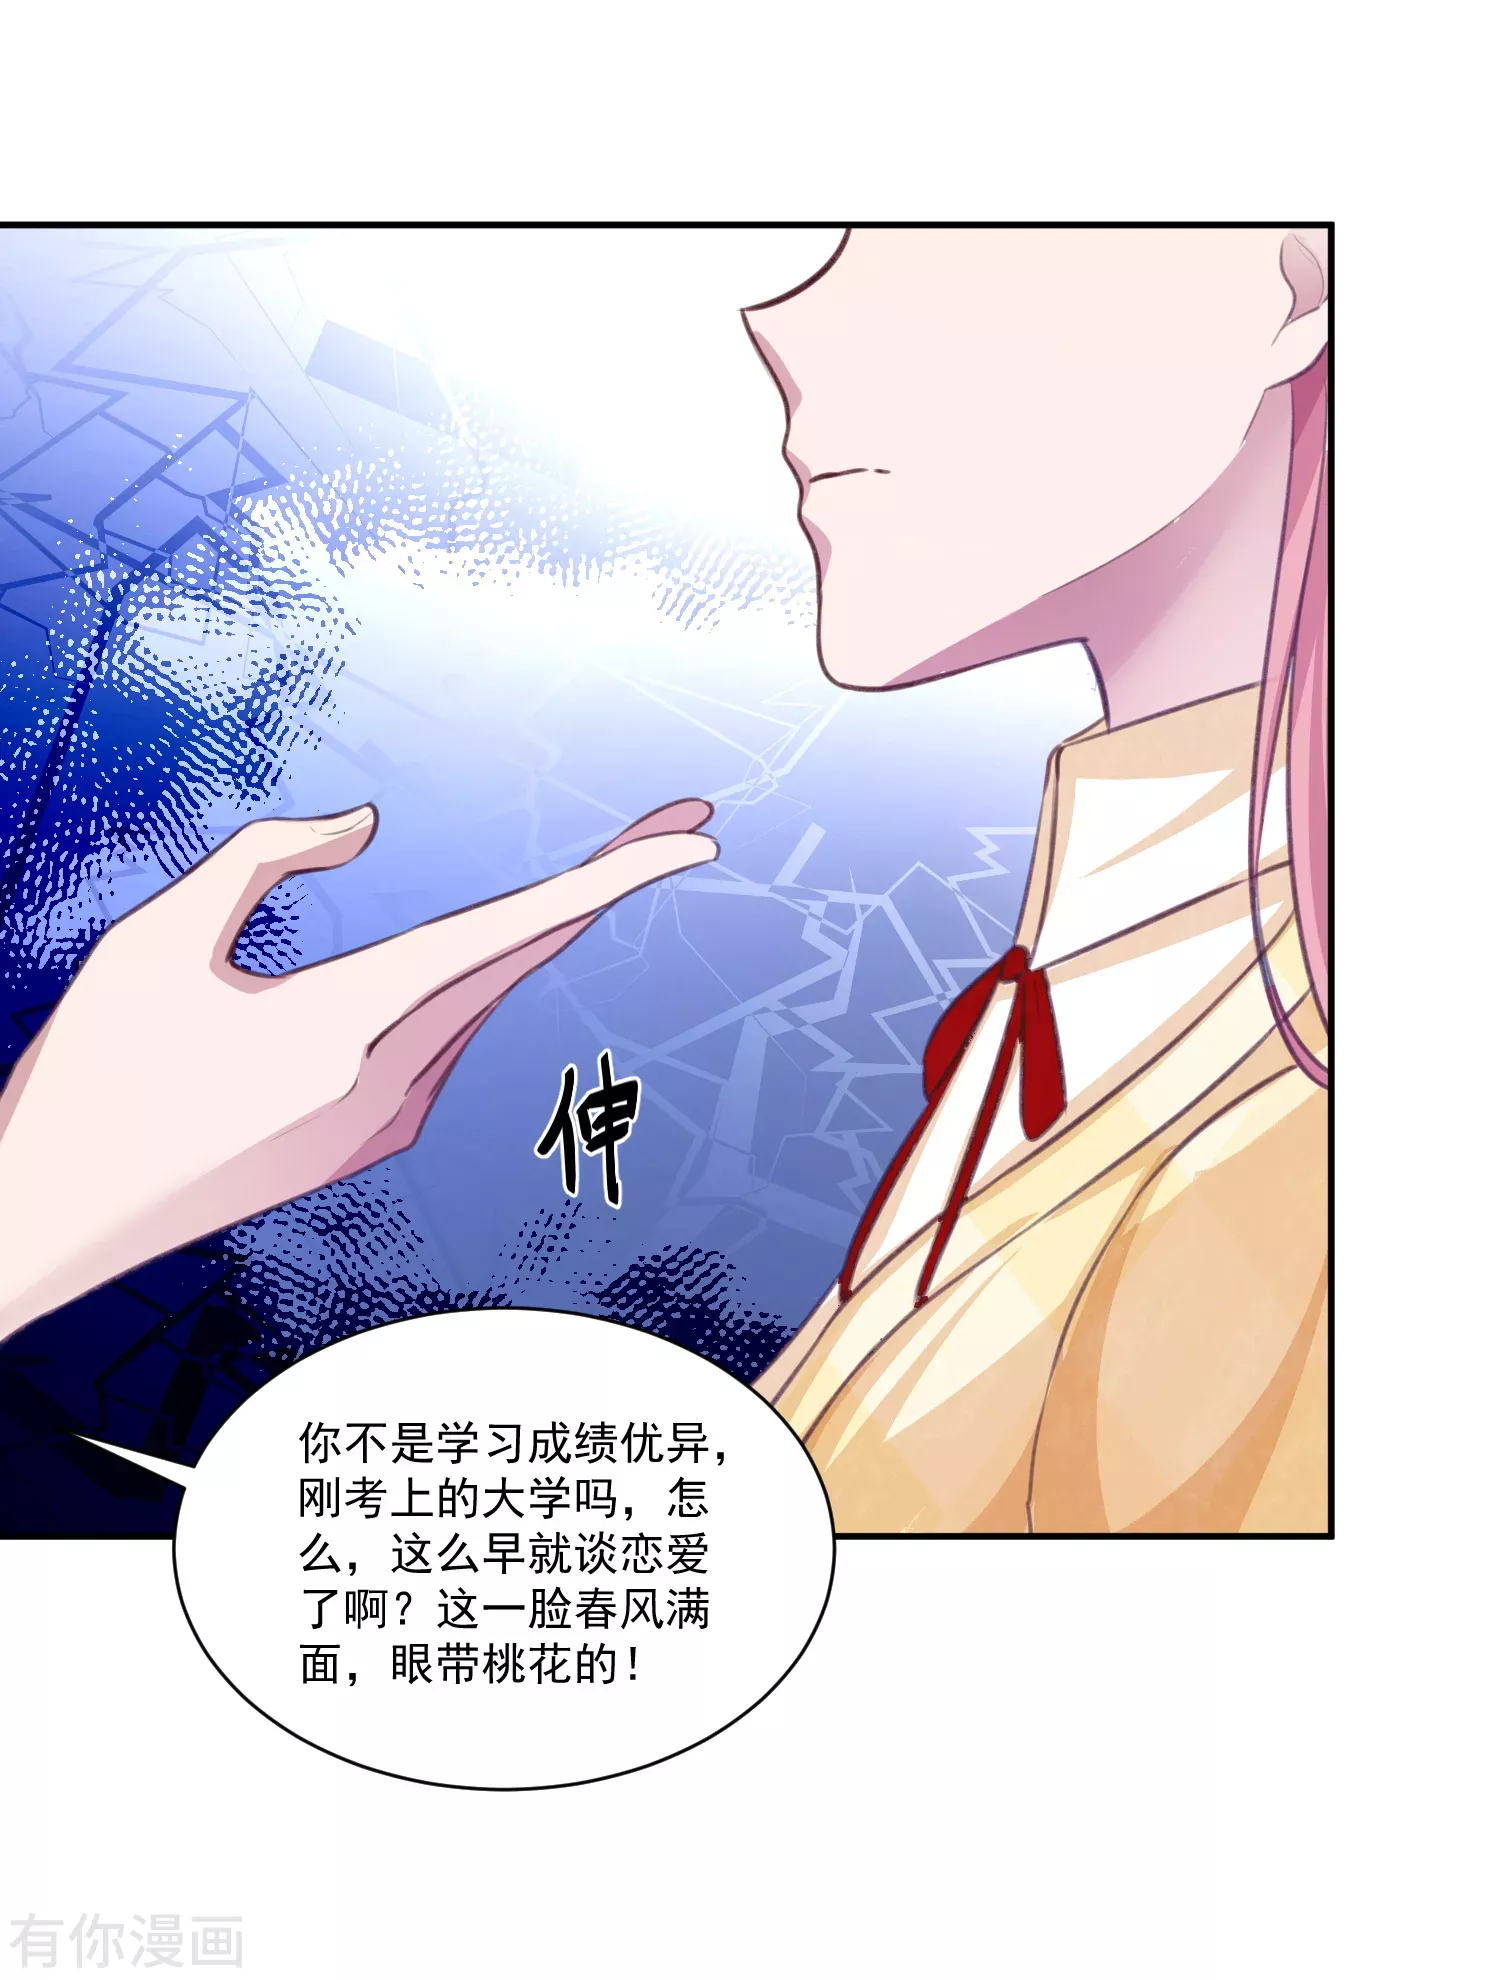 伸
你不是学习成绩优异，
刚考上的大学吗，怎
么，这么早就谈恋爱
了啊？这一脸春风满
面，眼带桃花的！
有你漫画